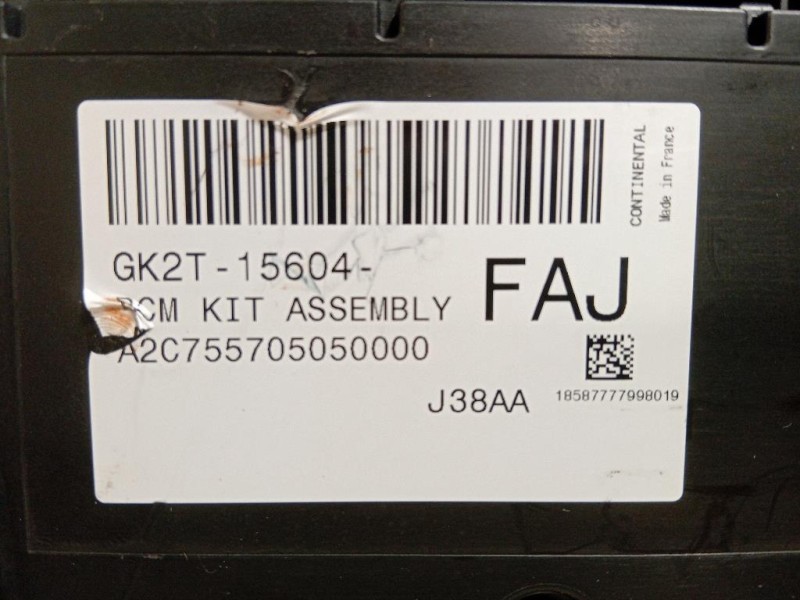 CONTINENTAL
Made in France
GK2T-15604- FAJ
KIT ASSEMBLY
A2C755705050000
J38AA
18587777998019